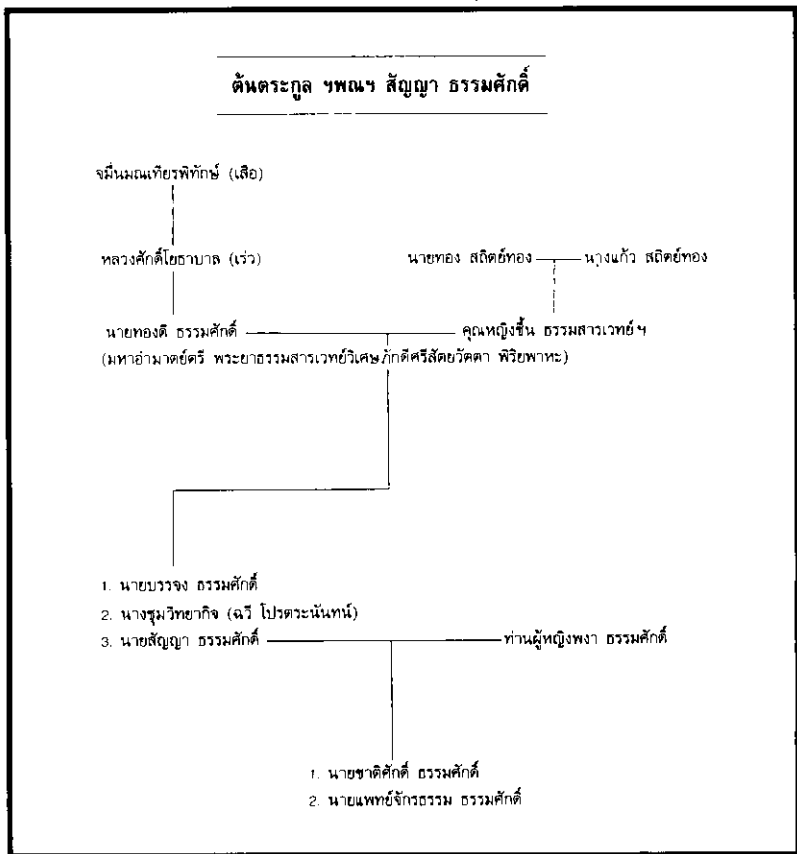 ต้นตระกูล ฯพณฯ สัญญา ธรรมศักดิ์
จมื่นมณเทียรพิทักษ์ (เสือ)
หลวงศักดิ์โยธาบาล (เร่ว)
นายทอง สถิตย์ทอง นางแก้ว สถิตย์ทอง
นายทองดี ธรรมศักดิ์ คุณหญิงชื้น ธรรมสารเวทย์ฯ
(มหาอำมาตย์ตรี พระยาธรรมสารเวทย์วิเศษภักดีศรีสัตยวัตตา พิริยพาหะ)
1. นายบรรจง ธรรมศักดิ์
2. นางชุมวิทยากิจ (ฉวี โปรตระนันทน์)
3. นายสัญญา ธรรมศักดิ์ ท่านผู้หญิงพงา ธรรมศักดิ์
1. นายชาติศักดิ์ ธรรมศักดิ์
2. นายแพทย์จักรธรรม ธรรมศักดิ์